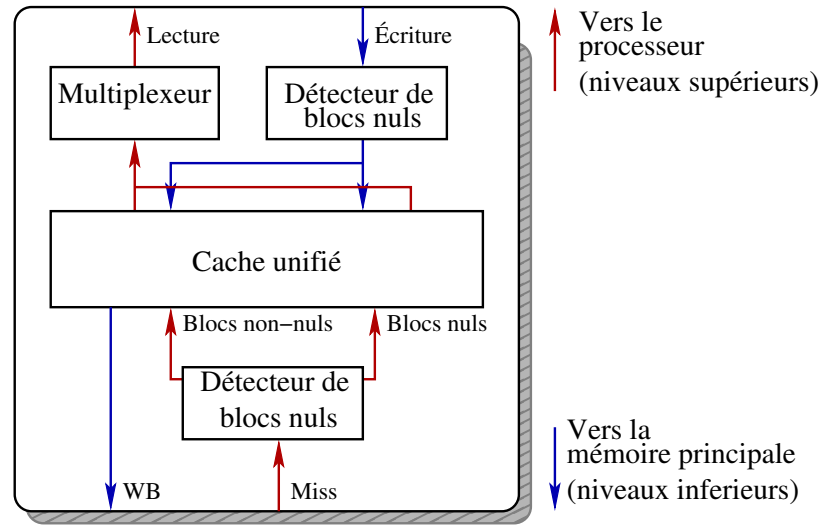 Lecture
Écriture
Multiplexeur
Détecteur de
blocs nuls
Cache unifié
Blocs non−nuls
Blocs nuls
Détecteur de
blocs nuls
WB
Miss
Vers le
processeur
(niveaux supérieurs)
Vers la
mémoire principale
(niveaux inferieurs)